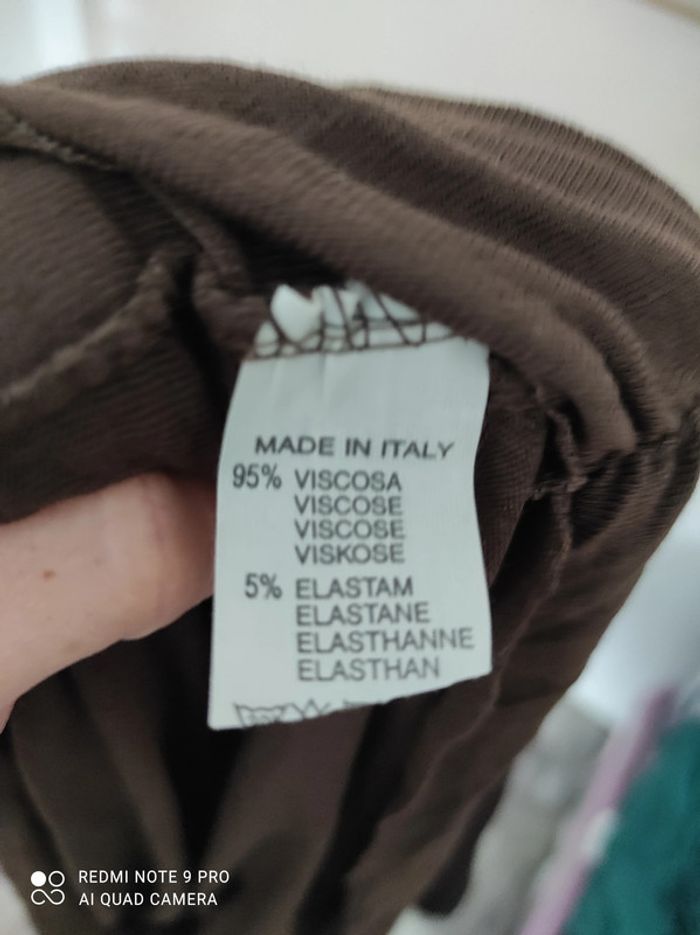 MADE IN ITALY
95% VISCOSA
VISCOSE
VISCOSE
VISKOSE
5% ELASTAM
ELASTANE
ELASTHANNE
ELASTHAN
REDMI NOTE 9 PRO
AI QUAD CAMERA